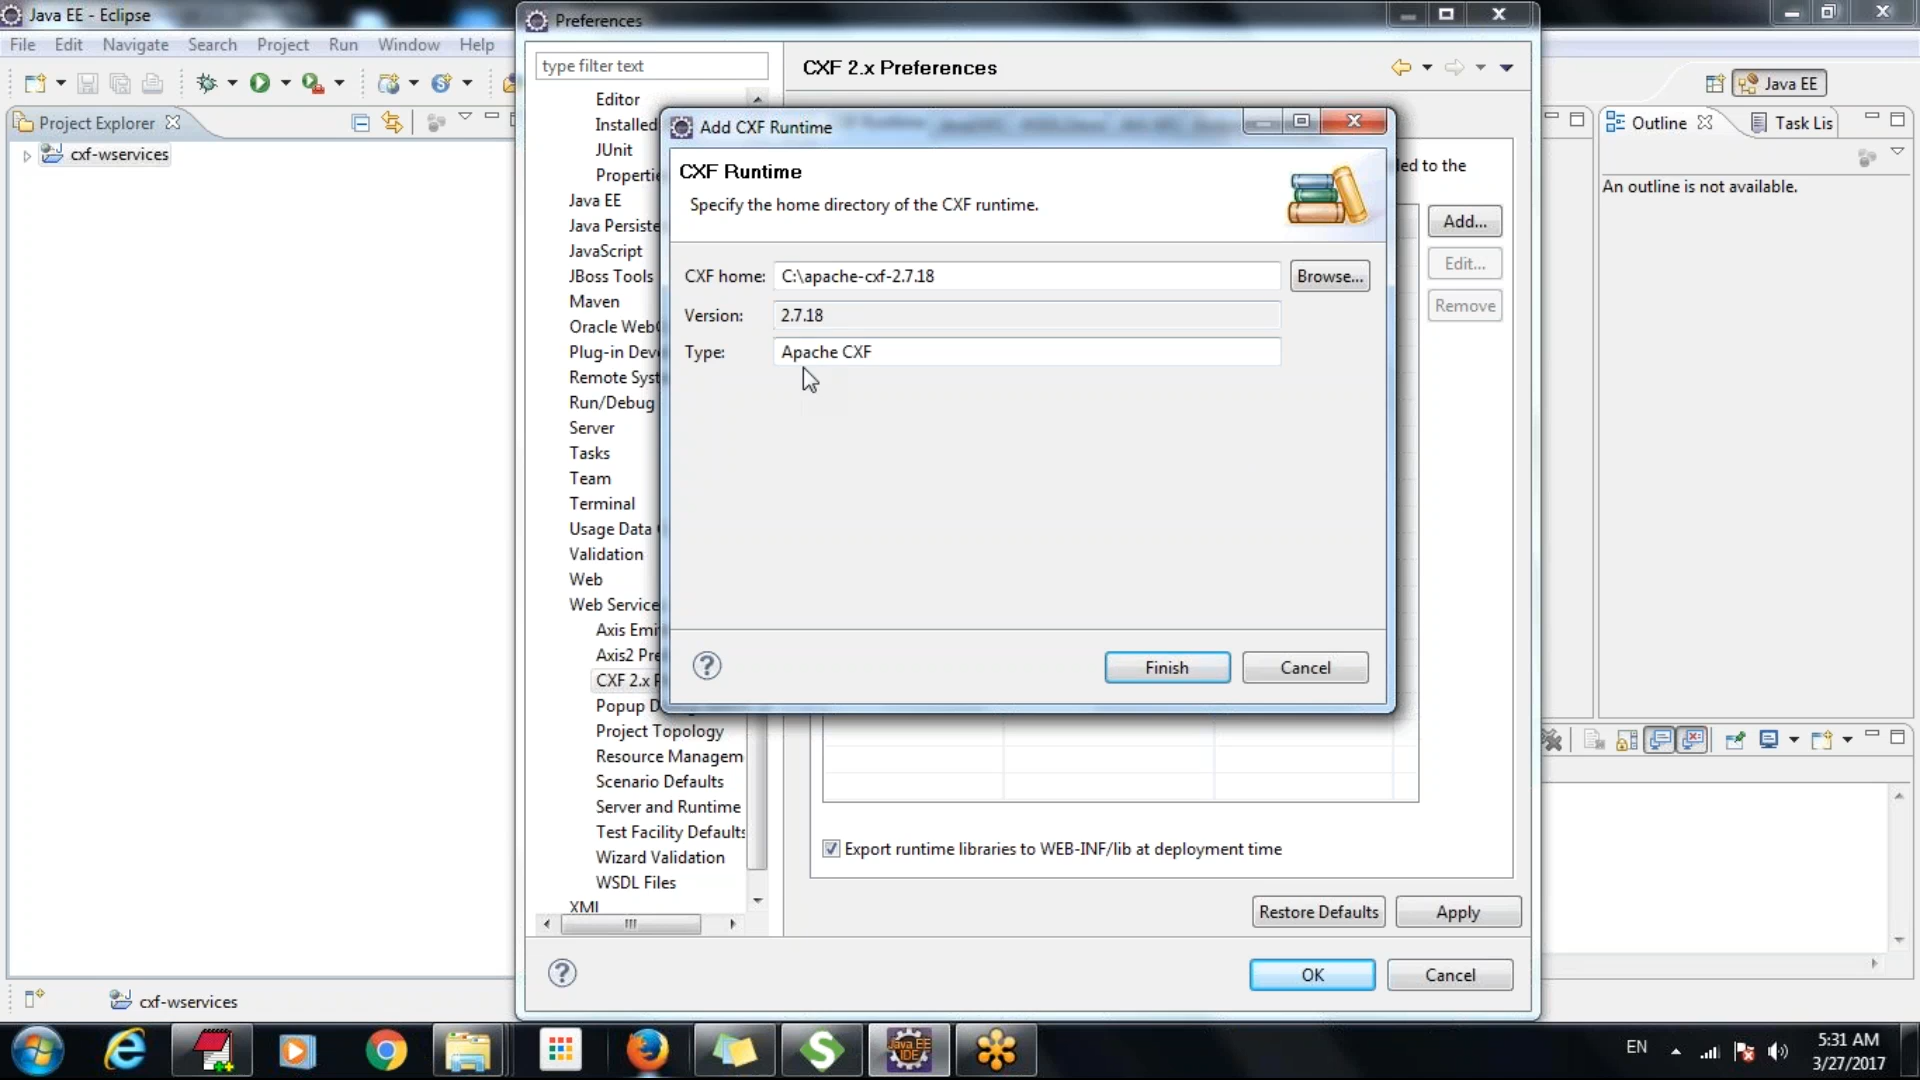 Java EE - Eclipse
File Edit Navigate Search Project Run Window Help
Project Explorer
cxf-wservices
Preferences
type filter text
Editor
Installed
JUnit
Java EE
Java Persiste
JavaScript
JBoss Tools
Maven
Oracle Web
Plug-in Dev
Remote Syst
Run/Debug
Server
Tasks
Team
Terminal
Usage Data
Validation
Web
Web Service
Axis Emi
Axis2 Pre
CXF 2.x
Popup
Project Topology
Resource Managem
Scenario Defaults
Server and Runtime
Test Facility Defaults
Wizard Validation
WSDL Files
XML
CXF 2.x Preferences
led to the
Add...
Edit...
Remove
Add CXF Runtime
CXF Runtime
Specify the home directory of the CXF runtime.
CXF home: C:\apache-cxf-2.7.18 Browse...
Version: 2.7.18
Type: Apache CXF
Finish Cancel
Export runtime libraries to WEB-INF/lib at deployment time
Restore Defaults Apply
OK Cancel
Java EE
Outline Task Lis
An outline is not available.
cxf-wservices
Java EE
IDE
EN
5:31 AM
3/27/2017